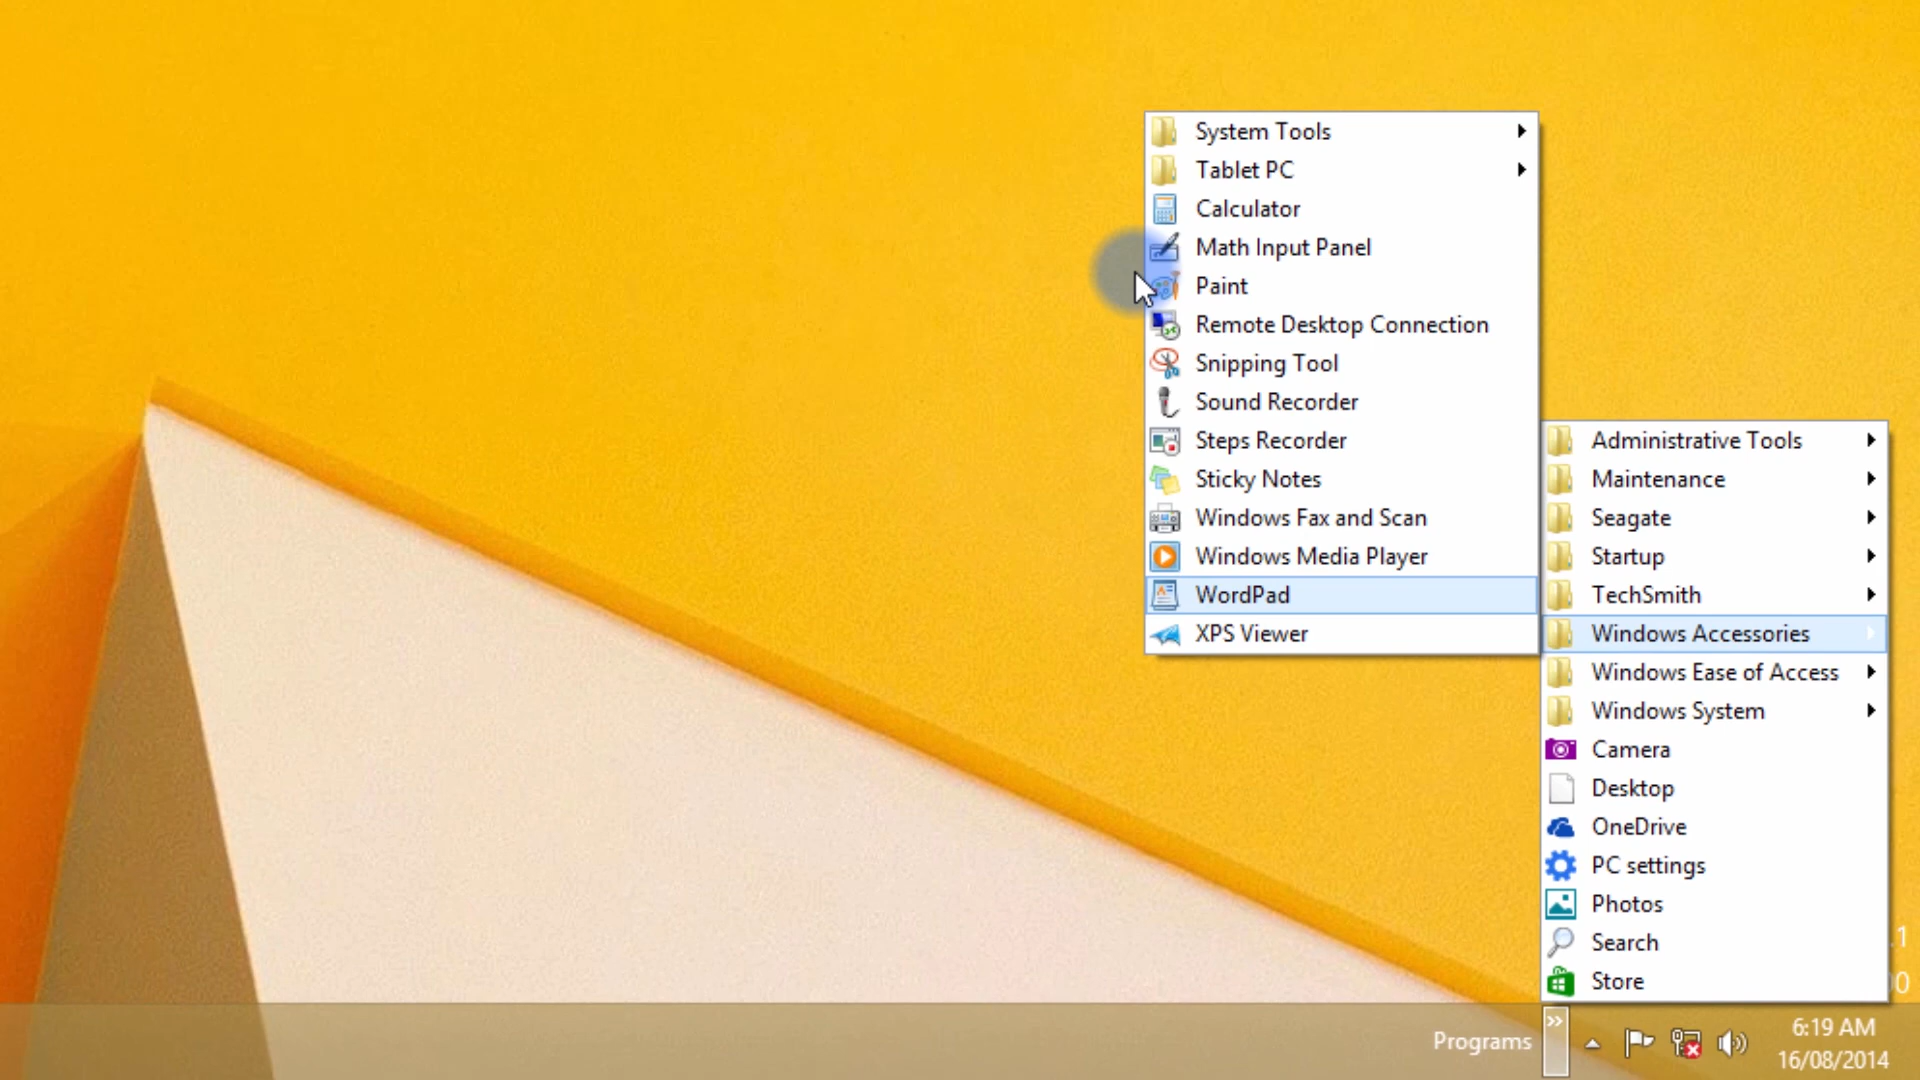 System Tools
Tablet PC
Calculator
Math Input Panel
Paint
Remote Desktop Connection
Snipping Tool
Sound Recorder
Steps Recorder
Sticky Notes
Windows Fax and Scan
Windows Media Player
WordPad
XPS Viewer
Administrative Tools
Maintenance
Seagate
Startup
TechSmith
Windows Accessories
Windows Ease of Access
Windows System
Camera
Desktop
OneDrive
PC settings
Photos
Search
Store
.1
00
Programs
6:19 AM
16/08/2014